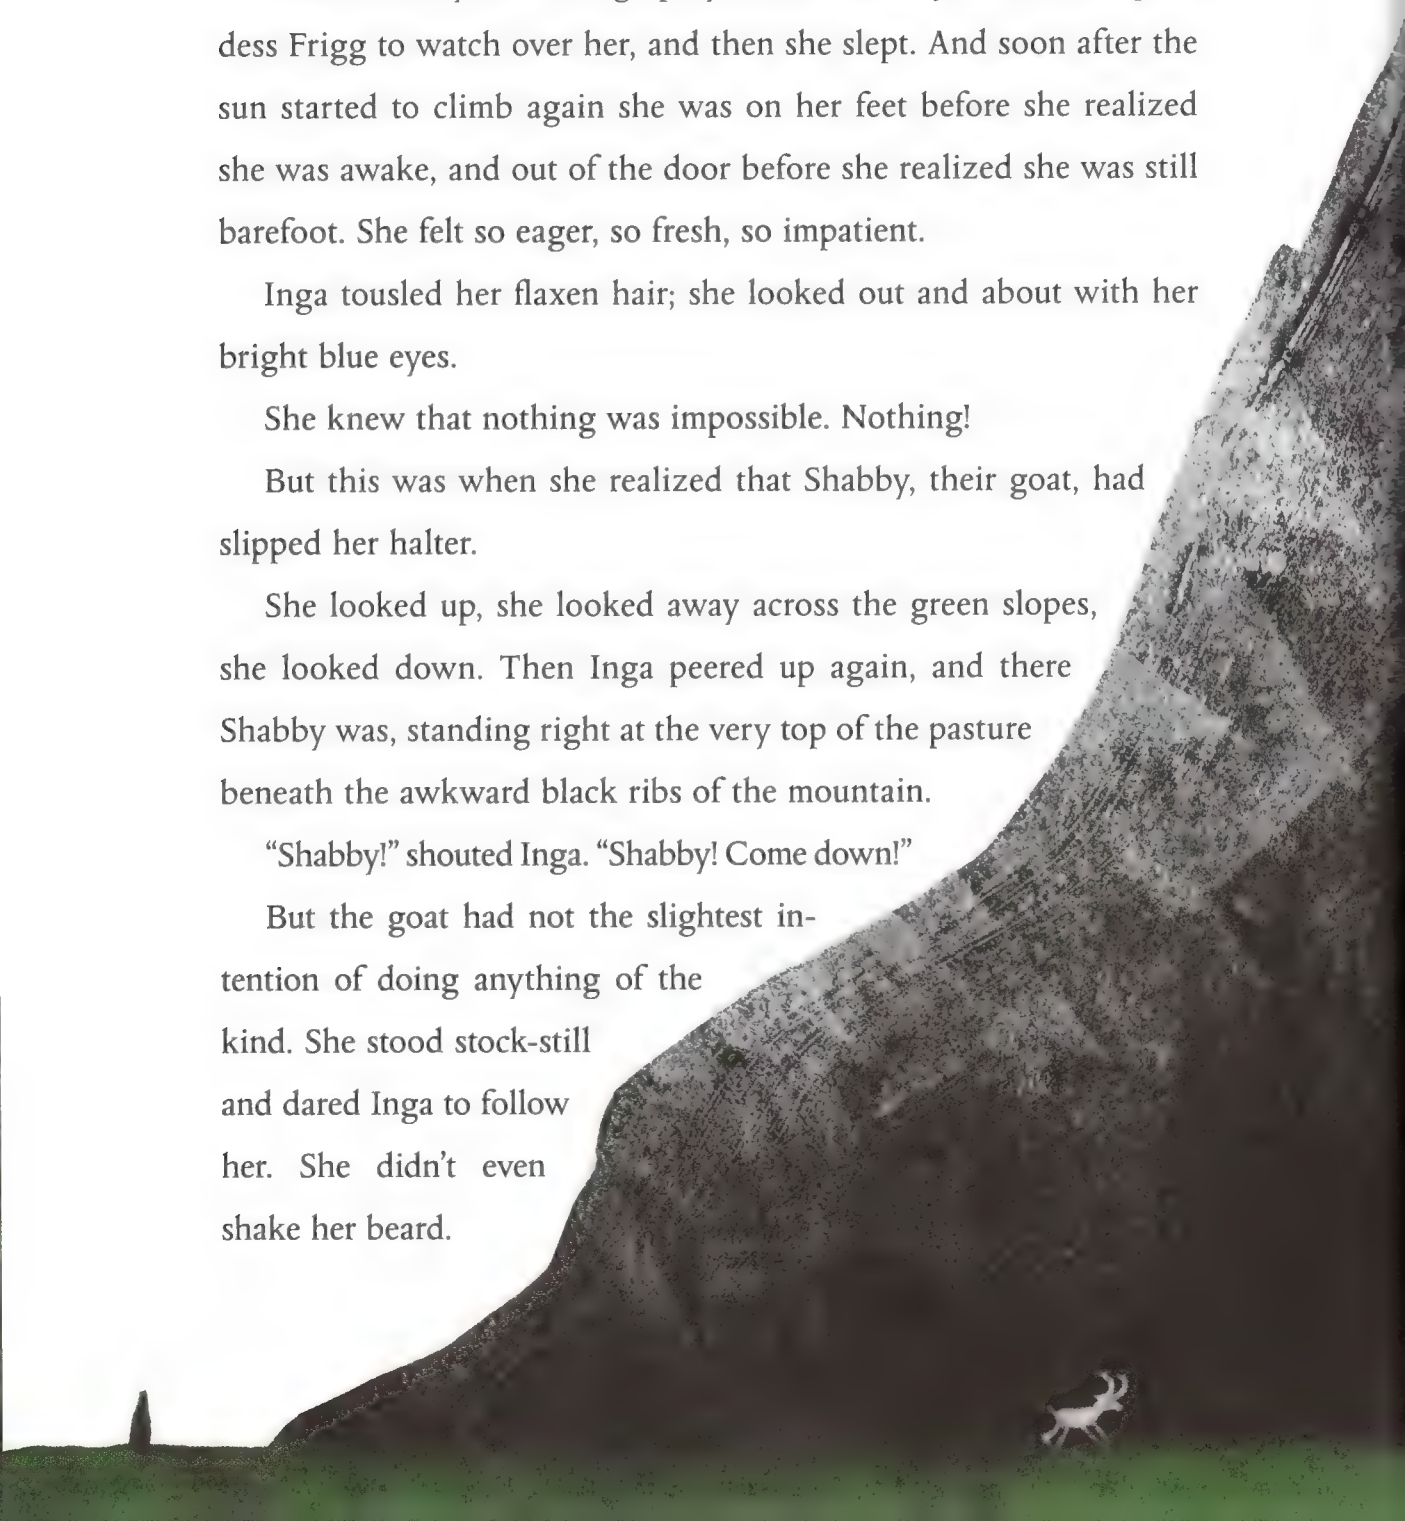 dess Frigg to watch over her, and then she slept. And soon after the
sun started to climb again she was on her feet before she realized
she was awake, and out of the door before she realized she was still
barefoot. She felt so eager, so fresh, so impatient.
Inga tousled her flaxen hair; she looked out and about with her
bright blue eyes.
She knew that nothing was impossible. Nothing!
But this was when she realized that Shabby, their goat, had
slipped her halter.
She looked up, she looked away across the green slopes,
she looked down. Then Inga peered up again, and there
Shabby was, standing right at the very top of the pasture
beneath the awkward black ribs of the mountain.
“Shabby!” shouted Inga. “Shabby! Come down!”
But the goat had not the slightest in-
tention of doing anything of the
kind. She stood stock-still
and dared Inga to follow
her. She didn’t even
shake her beard.